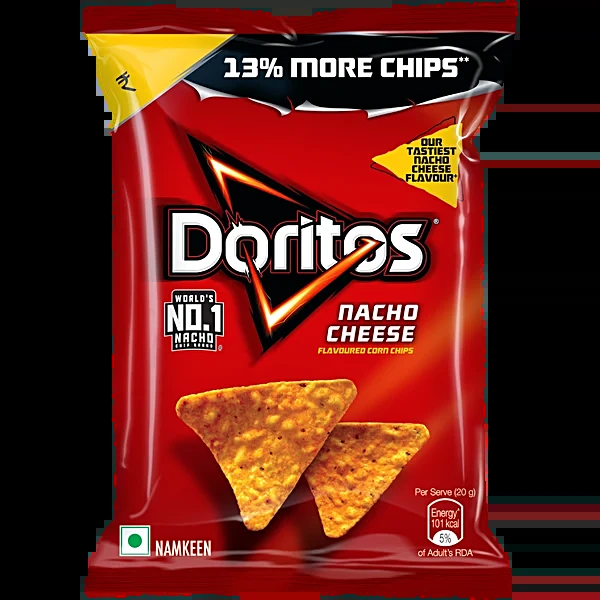 ₹
13% MORE CHIPS**
OUR
TASTIEST
NACHO
CHEESE
FLAVOUR*
DORITOS®
WORLD'S
NO.1
NACHO
CHIP BRAND
NACHO
CHEESE
FLAVOURED CORN CHIPS
Per Serve (20 g)
Energy*
101 kcal
5%
of Adult's RDA
NAMKEEN